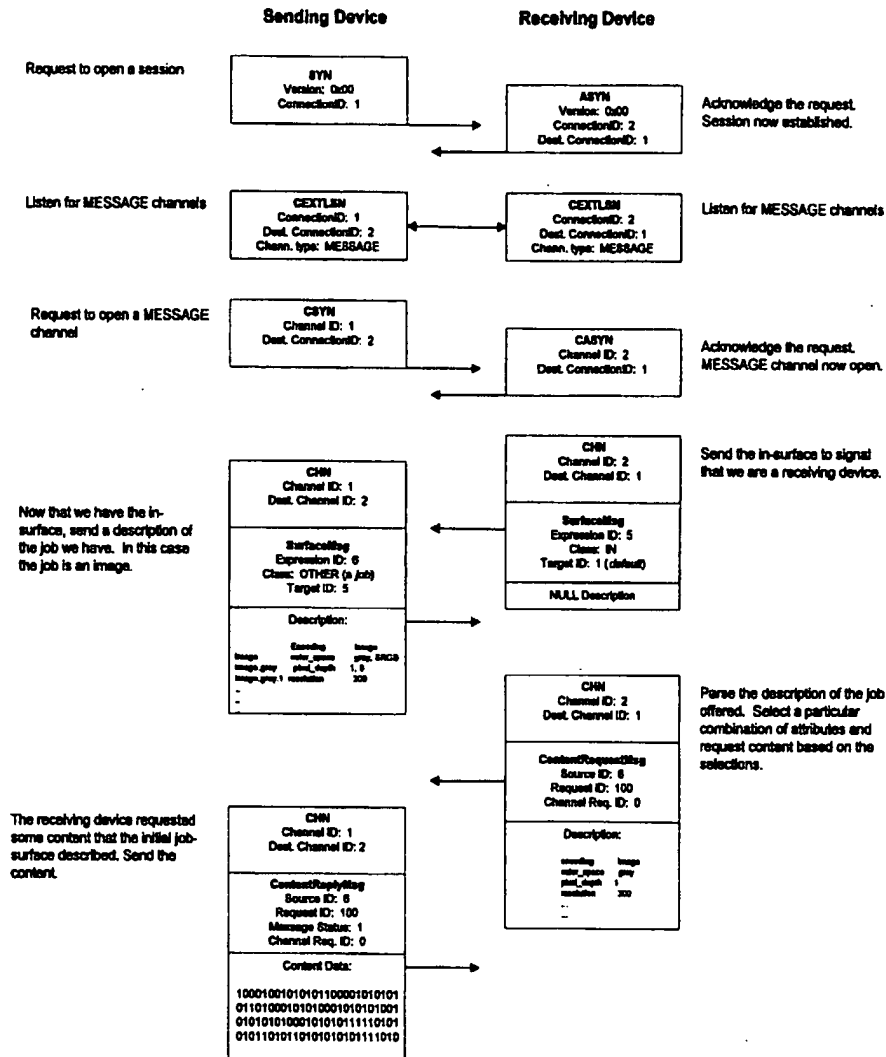 Sending Device
Receiving Device
Request to open a session
SYN
Version: 0x00
ConnectionID: 1
ASYN
Version: 0x00
ConnectionID: 2
Dest. ConnectionID: 1
Acknowledge the request.
Session now established.
Listen for MESSAGE channels
CEXTLSN
ConnectionID: 1
Dest. ConnectionID: 2
Chann. type: MESSAGE
CEXTLSN
ConnectionID: 2
Dest. ConnectionID: 1
Chann. type: MESSAGE
Listen for MESSAGE channels
Request to open a MESSAGE
channel
CSYN
Channel ID: 1
Dest. ConnectionID: 2
CASYN
Channel ID: 2
Dest. ConnectionID: 1
Acknowledge the request.
MESSAGE channel now open.
CHN
Channel ID: 2
Dest. Channel ID: 1
SurfaceMsg
Expression ID: 5
Class: IN
Target ID: 1 (default)
NULL Description
Send the in-surface to signal
that we are a receiving device.
Now that we have the in-
surface, send a description of
the job we have. In this case
the job is an image.
CHN
Channel ID: 1
Dest. Channel ID: 2
SurfaceMsg
Expression ID: 6
Class: OTHER (a job)
Target ID: 5
Description:
Encoding Image
Image color_space gray, SRGB
Image.gray pixel_depth 1, 8
Image.gray.1 resolution 300
CHN
Channel ID: 2
Dest. Channel ID: 1
ContentRequestMsg
Source ID: 6
Request ID: 100
Channel Req. ID: 0
Description:
encoding Image
color_space gray
pixel_depth 1
resolution 300
Parse the description of the job
offered. Select a particular
combination of attributes and
request content based on the
selections.
The receiving device requested
some content that the initial job-
surface described. Send the
content.
CHN
Channel ID: 1
Dest. Channel ID: 2
ContentReplyMsg
Source ID: 6
Request ID: 100
Message Status: 1
Channel Req. ID: 0
Content Data:
1000100101010110000101010​1
0110100010101000101010100​1
0101010100010101011111010​1
0101101011010101010111101​0